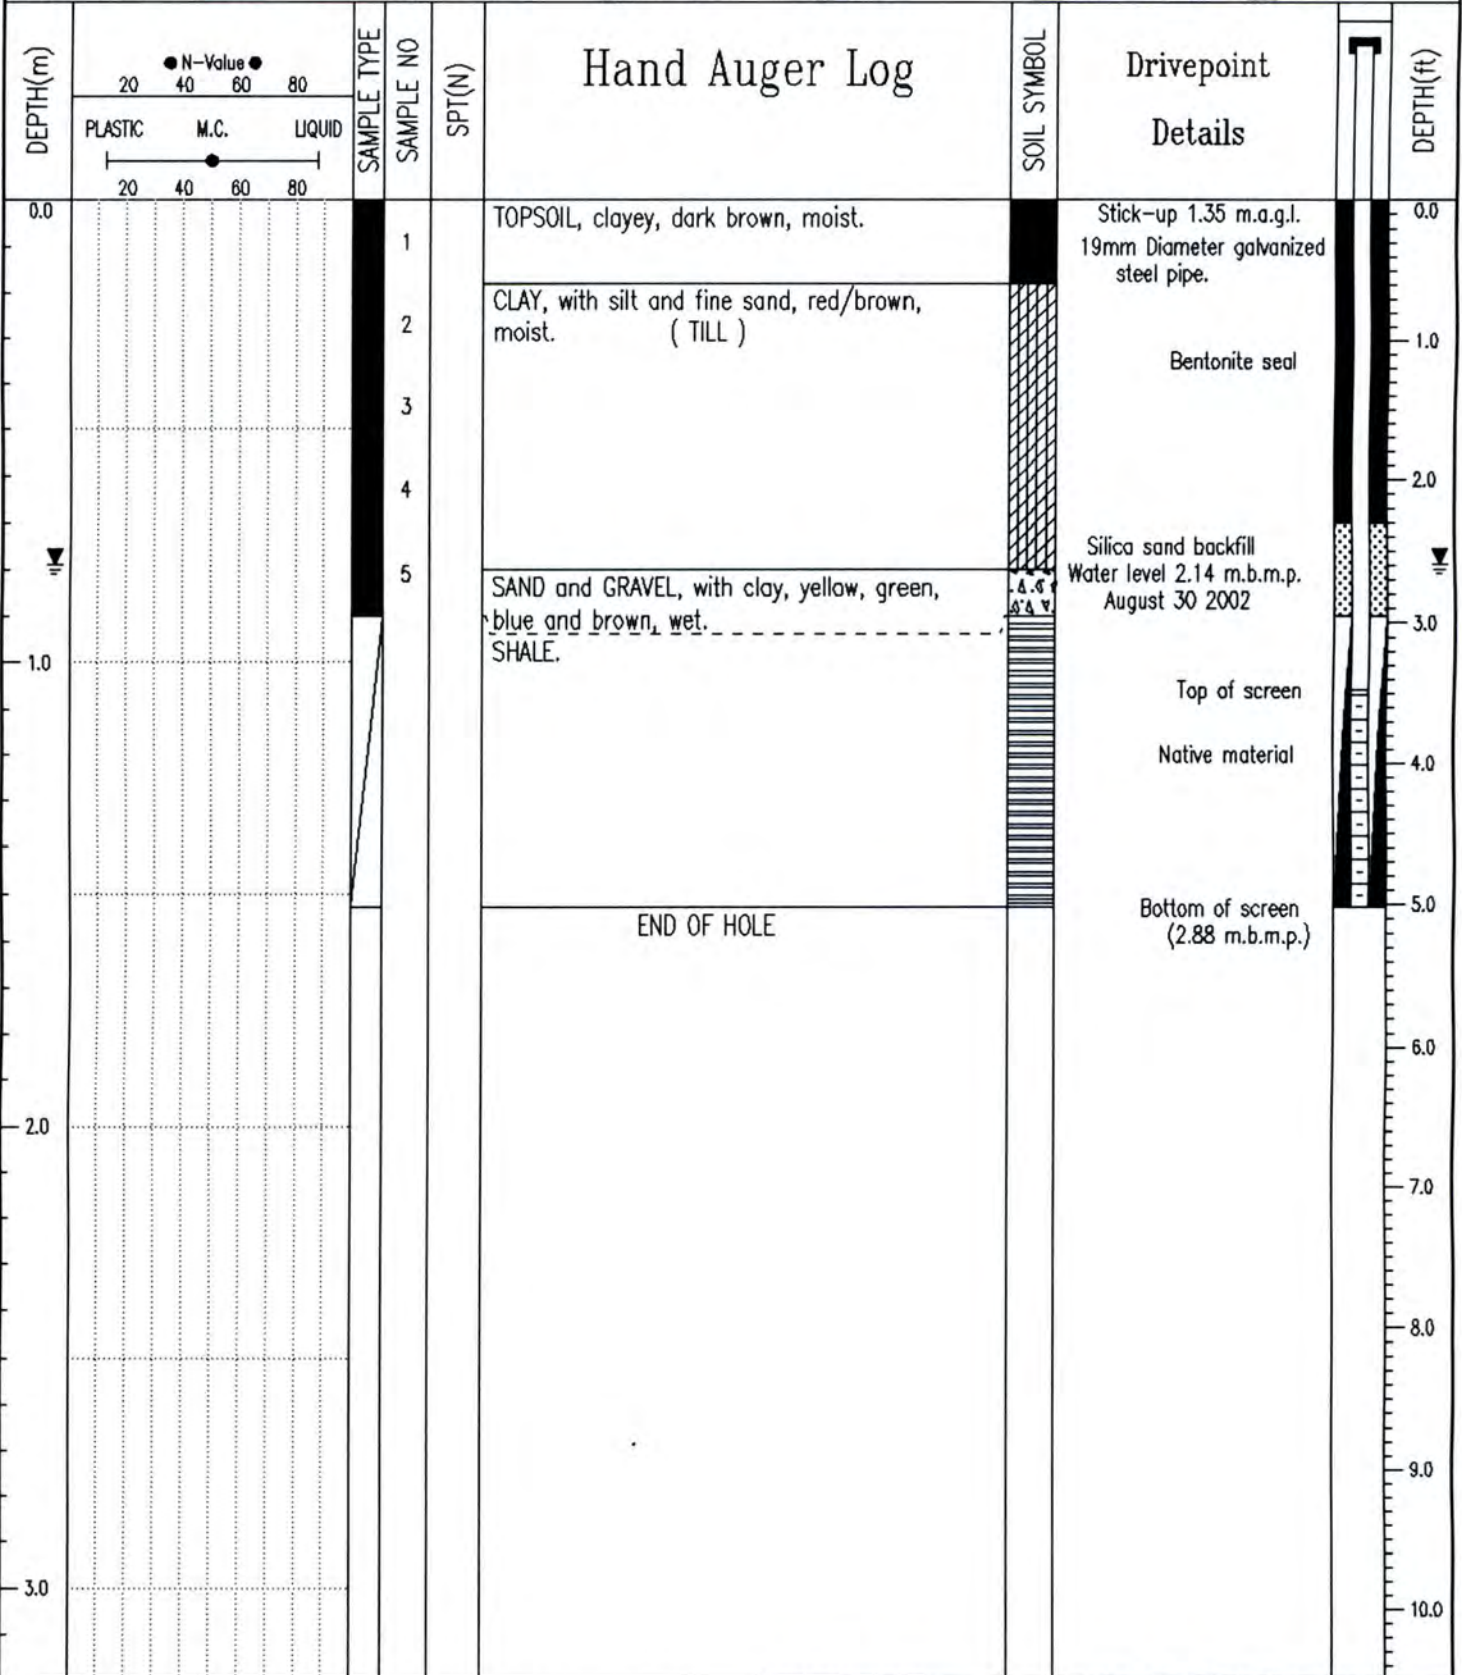 DEPTH(m)
● N-Value ●
20 40 60 80
PLASTIC M.C. LIQUID
20 40 60 80
SAMPLE TYPE
SAMPLE NO
SPT(N)
Hand Auger Log
SOIL SYMBOL
Drivepoint
Details
DEPTH(ft)
0.0
1
2
3
4
5
1.0
2.0
3.0
TOPSOIL, clayey, dark brown, moist.
CLAY, with silt and fine sand, red/brown,
moist. ( TILL )
SAND and GRAVEL, with clay, yellow, green,
blue and brown, wet.
SHALE.
END OF HOLE
Stick-up 1.35 m.a.g.l.
19mm Diameter galvanized
steel pipe.
Bentonite seal
Silica sand backfill
Water level 2.14 m.b.m.p.
August 30 2002
Top of screen
Native material
Bottom of screen
(2.88 m.b.m.p.)
0.0
1.0
2.0
3.0
4.0
5.0
6.0
7.0
8.0
9.0
10.0